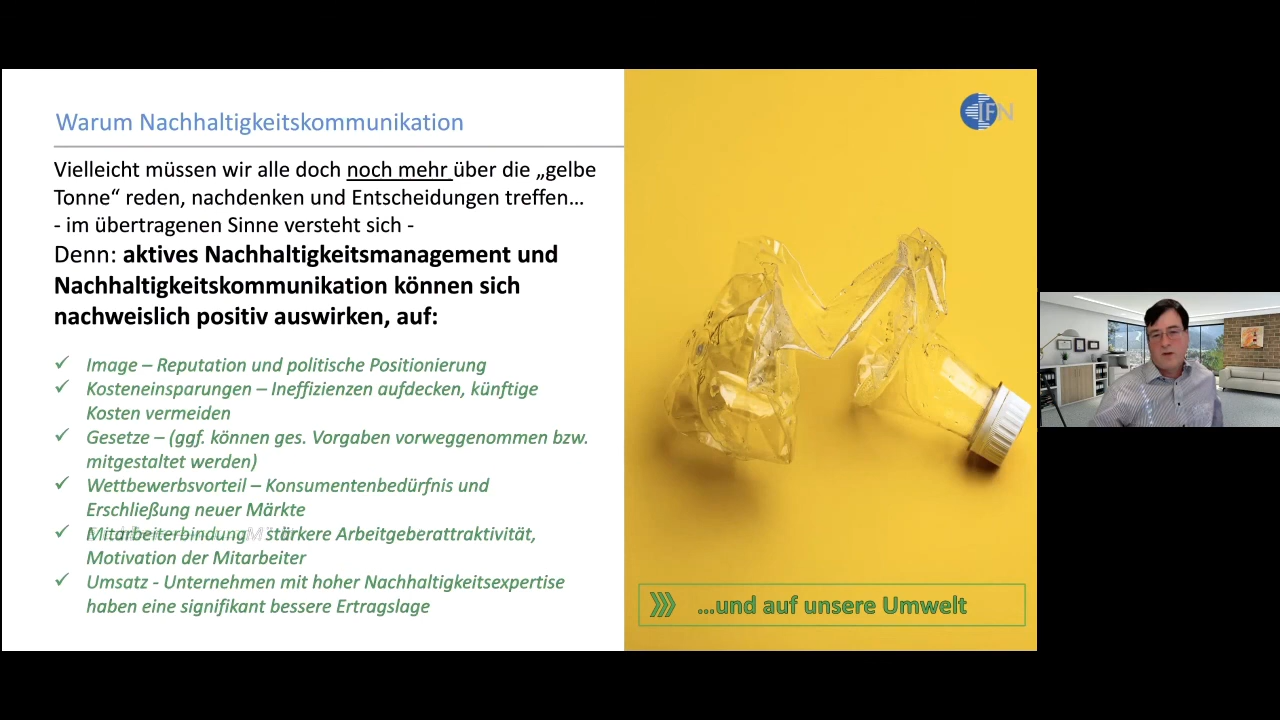 Warum Nachhaltigkeitskommunikation
Vielleicht müssen wir alle doch noch mehr über die „gelbe
Tonne“ reden, nachdenken und Entscheidungen treffen…
- im übertragenen Sinne versteht sich -
Denn: aktives Nachhaltigkeitsmanagement und
Nachhaltigkeitskommunikation können sich
nachweislich positiv auswirken, auf:
✓ Image – Reputation und politische Positionierung
✓ Kosteneinsparungen – Ineffizienzen aufdecken, künftige
Kosten vermeiden
✓ Gesetze – (ggf. können ges. Vorgaben vorweggenommen bzw.
mitgestaltet werden)
✓ Wettbewerbsvorteil – Konsumentenbedürfnis und
Erschließung neuer Märkte
✓ Mitarbeiterbindung stärkere Arbeitgeberattraktivität,
Motivation der Mitarbeiter
✓ Umsatz - Unternehmen mit hoher Nachhaltigkeitsexpertise
haben eine signifikant bessere Ertragslage
IFN
…und auf unsere Umwelt